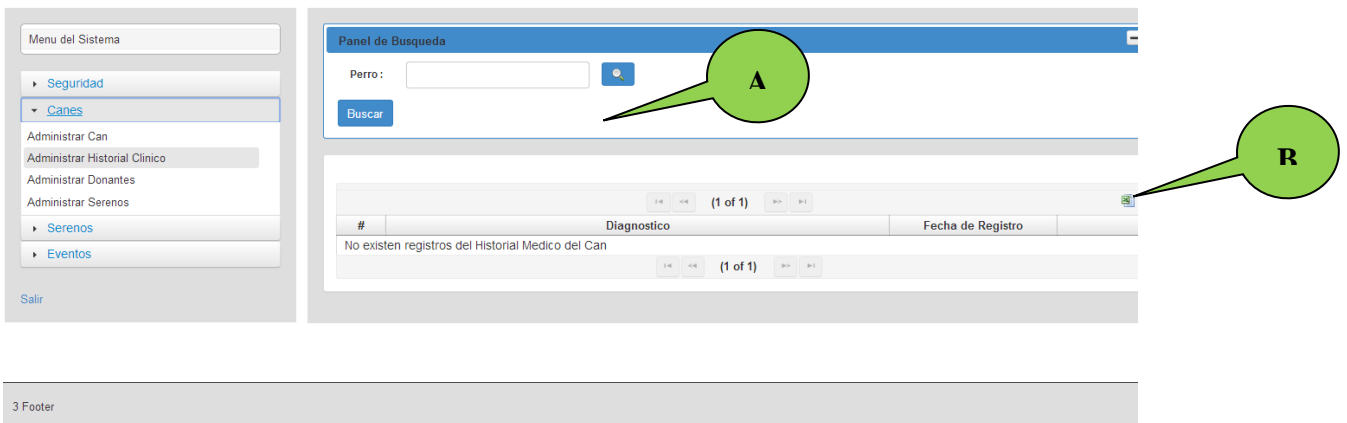 Menu del Sistema
Seguridad
Canes
Administrar Can
Administrar Historial Clinico
Administrar Donantes
Administrar Serenos
Serenos
Eventos
Salir
Panel de Busqueda
Perro :
Buscar
A
B
(1 of 1)
# Diagnostico Fecha de Registro
No existen registros del Historial Medico del Can
(1 of 1)
3 Footer